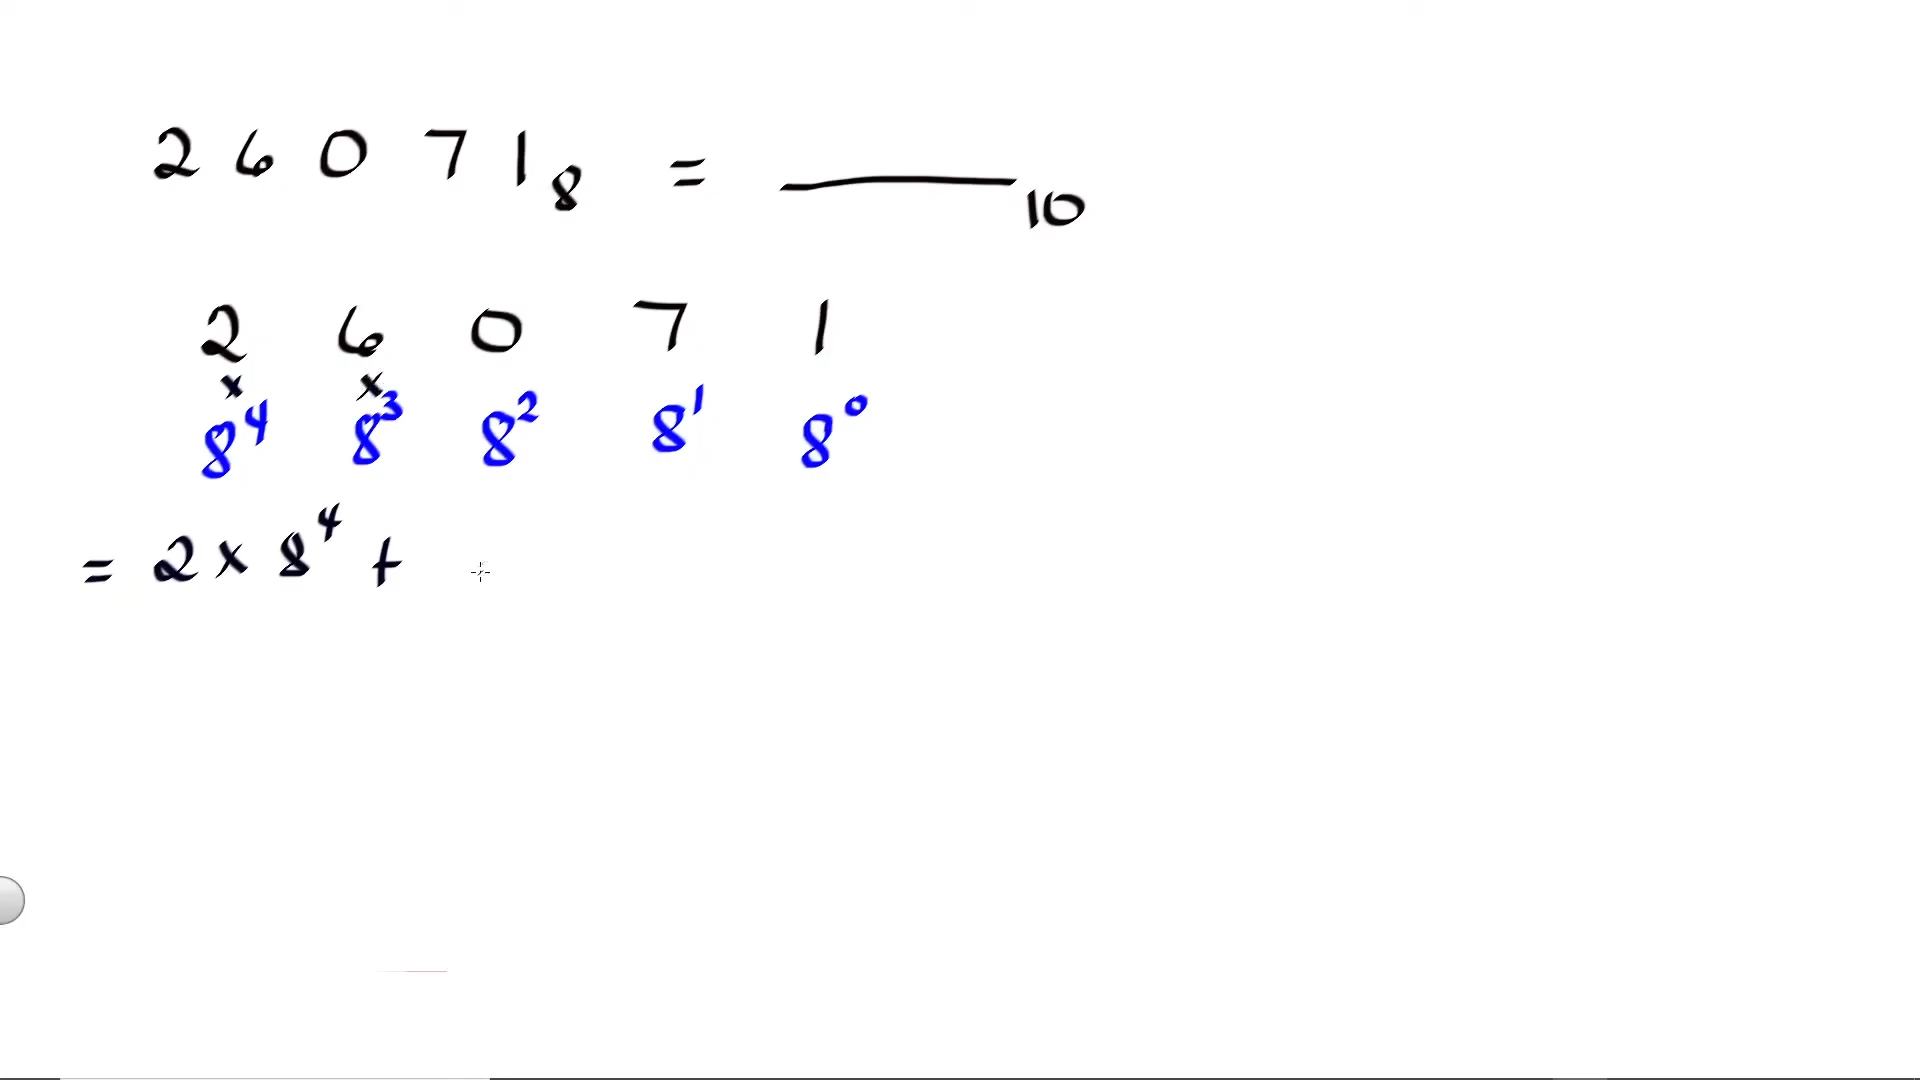 2 6 0 7 1₈ = ______₁₀
2 6 0 7 1
× ×
8⁴ 8³ 8² 8¹ 8⁰
= 2 × 8⁴ +